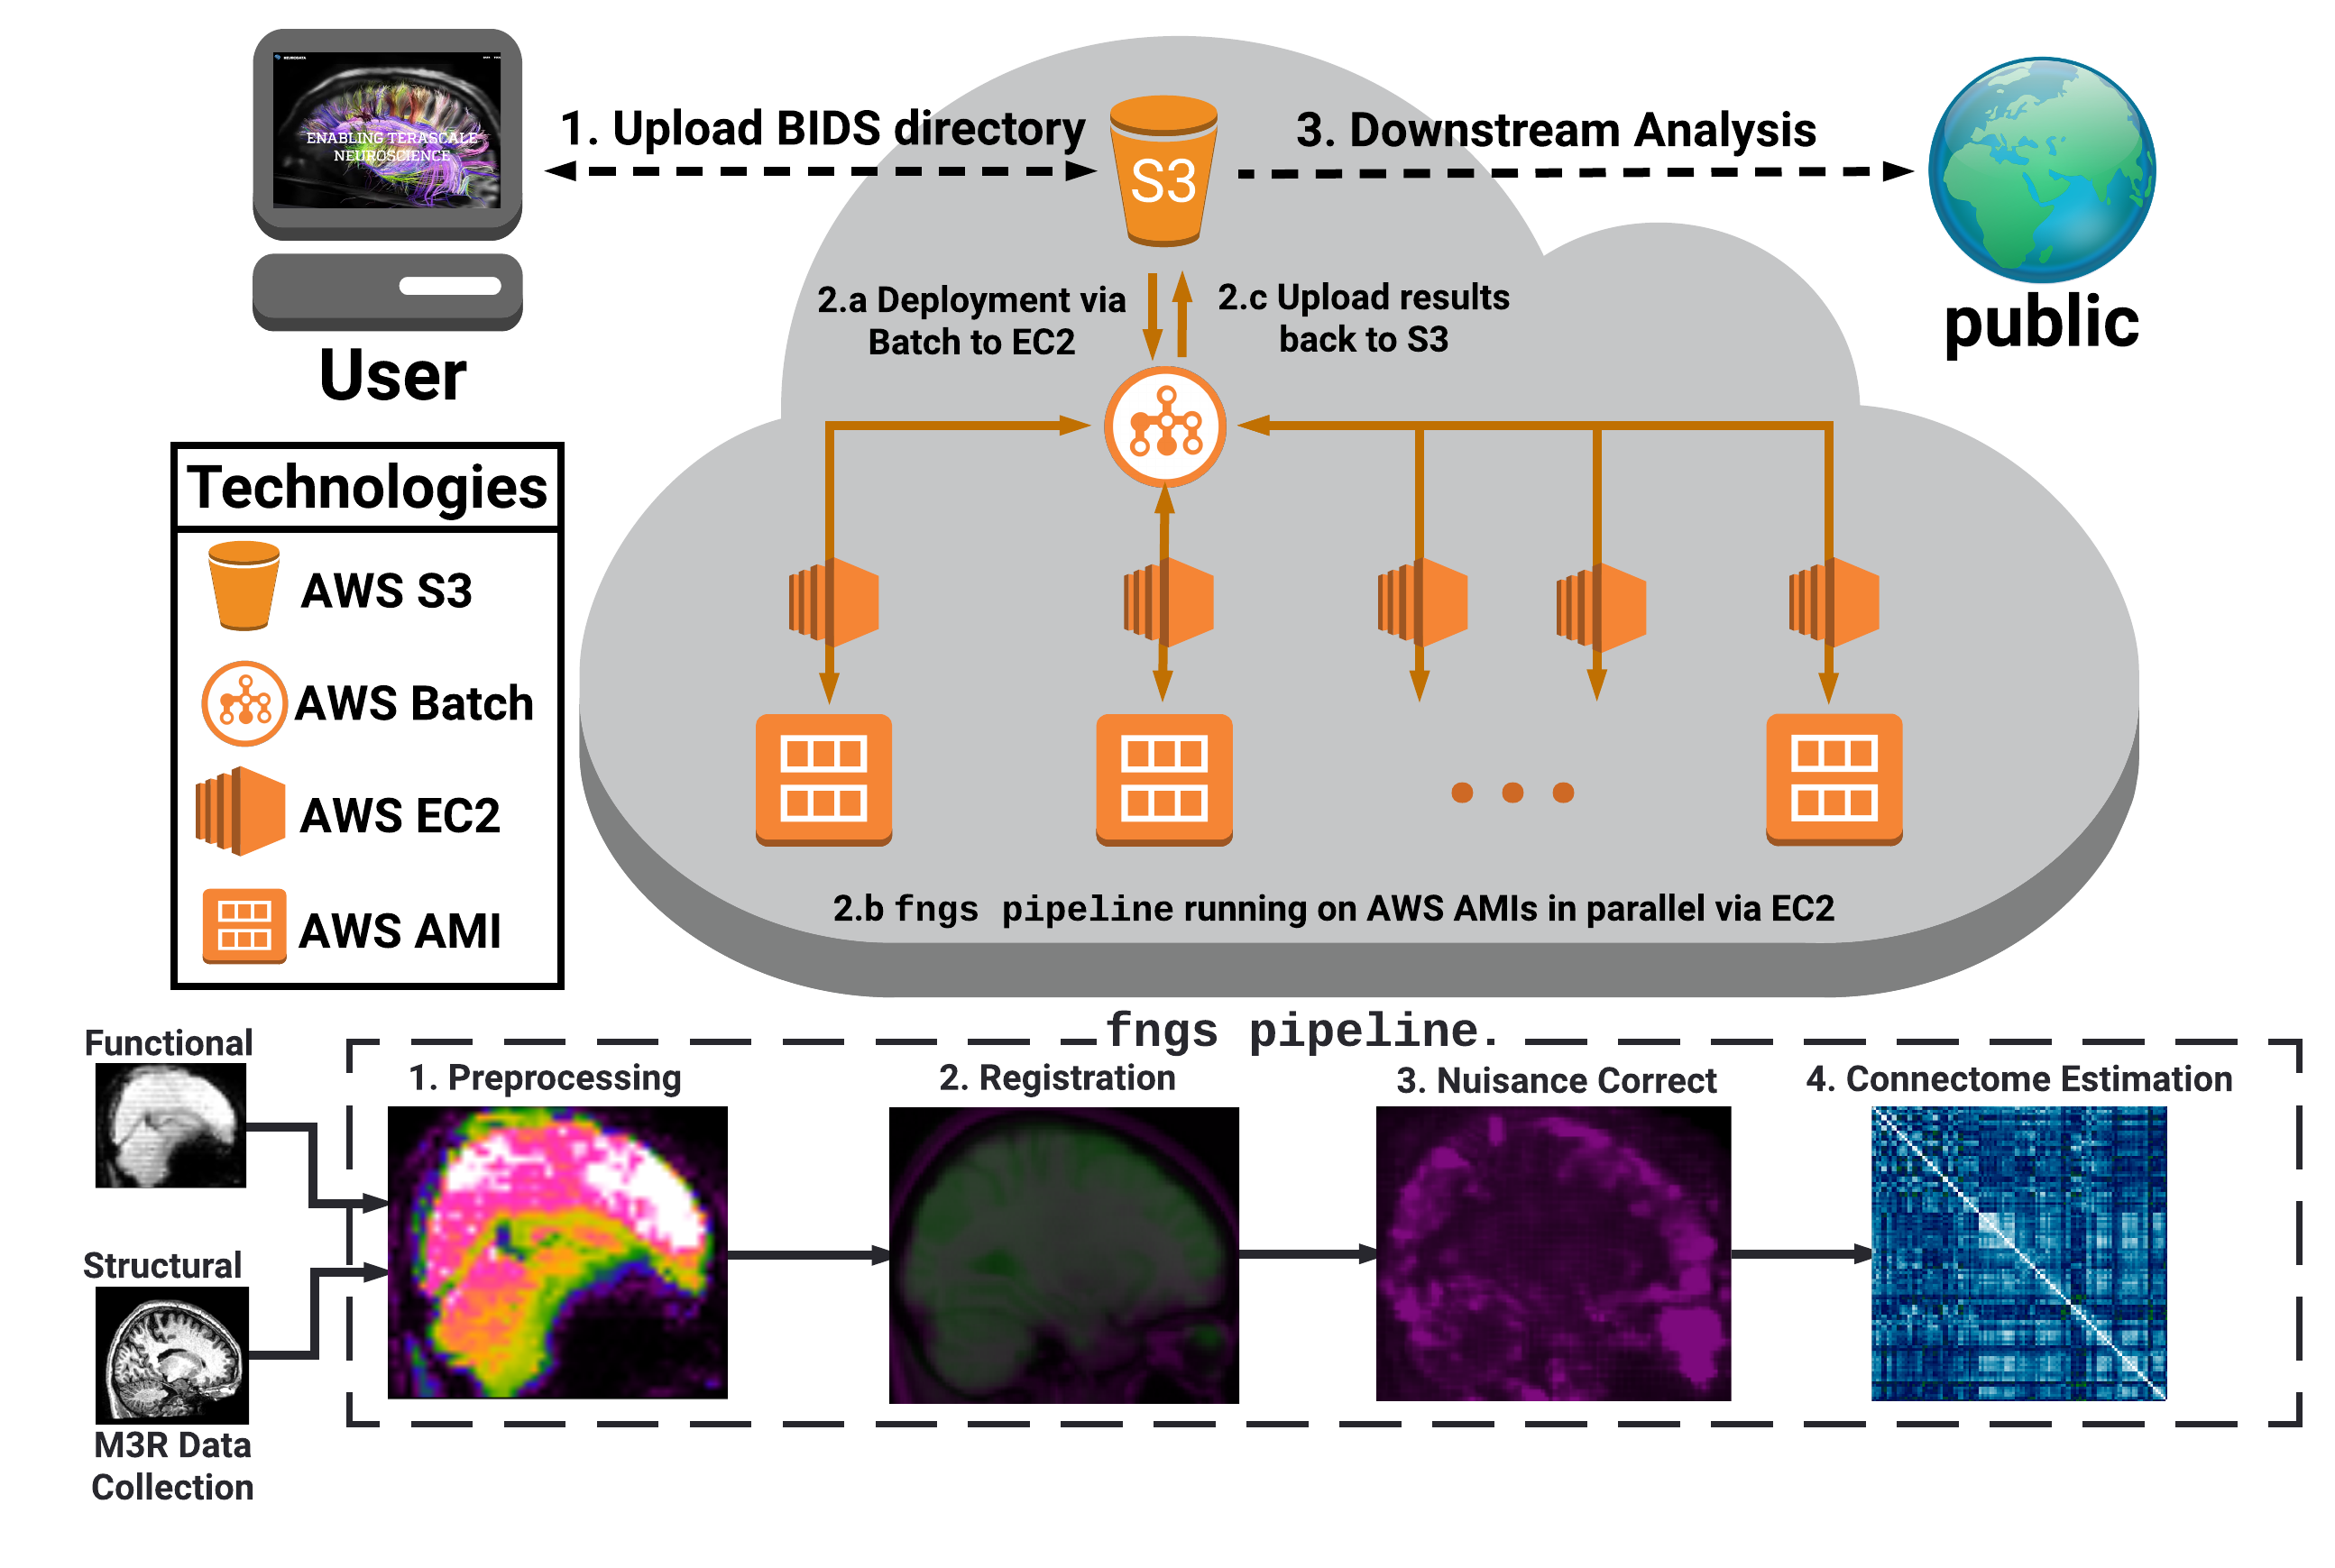 NEURODATA
ENABLING TERASCALE
NEUROSCIENCE
User
1. Upload BIDS directory
S3
3. Downstream Analysis
public
2.a Deployment via
Batch to EC2
2.c Upload results
back to S3
Technologies
AWS S3
AWS Batch
AWS EC2
AWS AMI
2.b fngs pipeline running on AWS AMIs in parallel via EC2
fngs pipeline.
Functional
Structural
M3R Data
Collection
1. Preprocessing
2. Registration
3. Nuisance Correct
4. Connectome Estimation